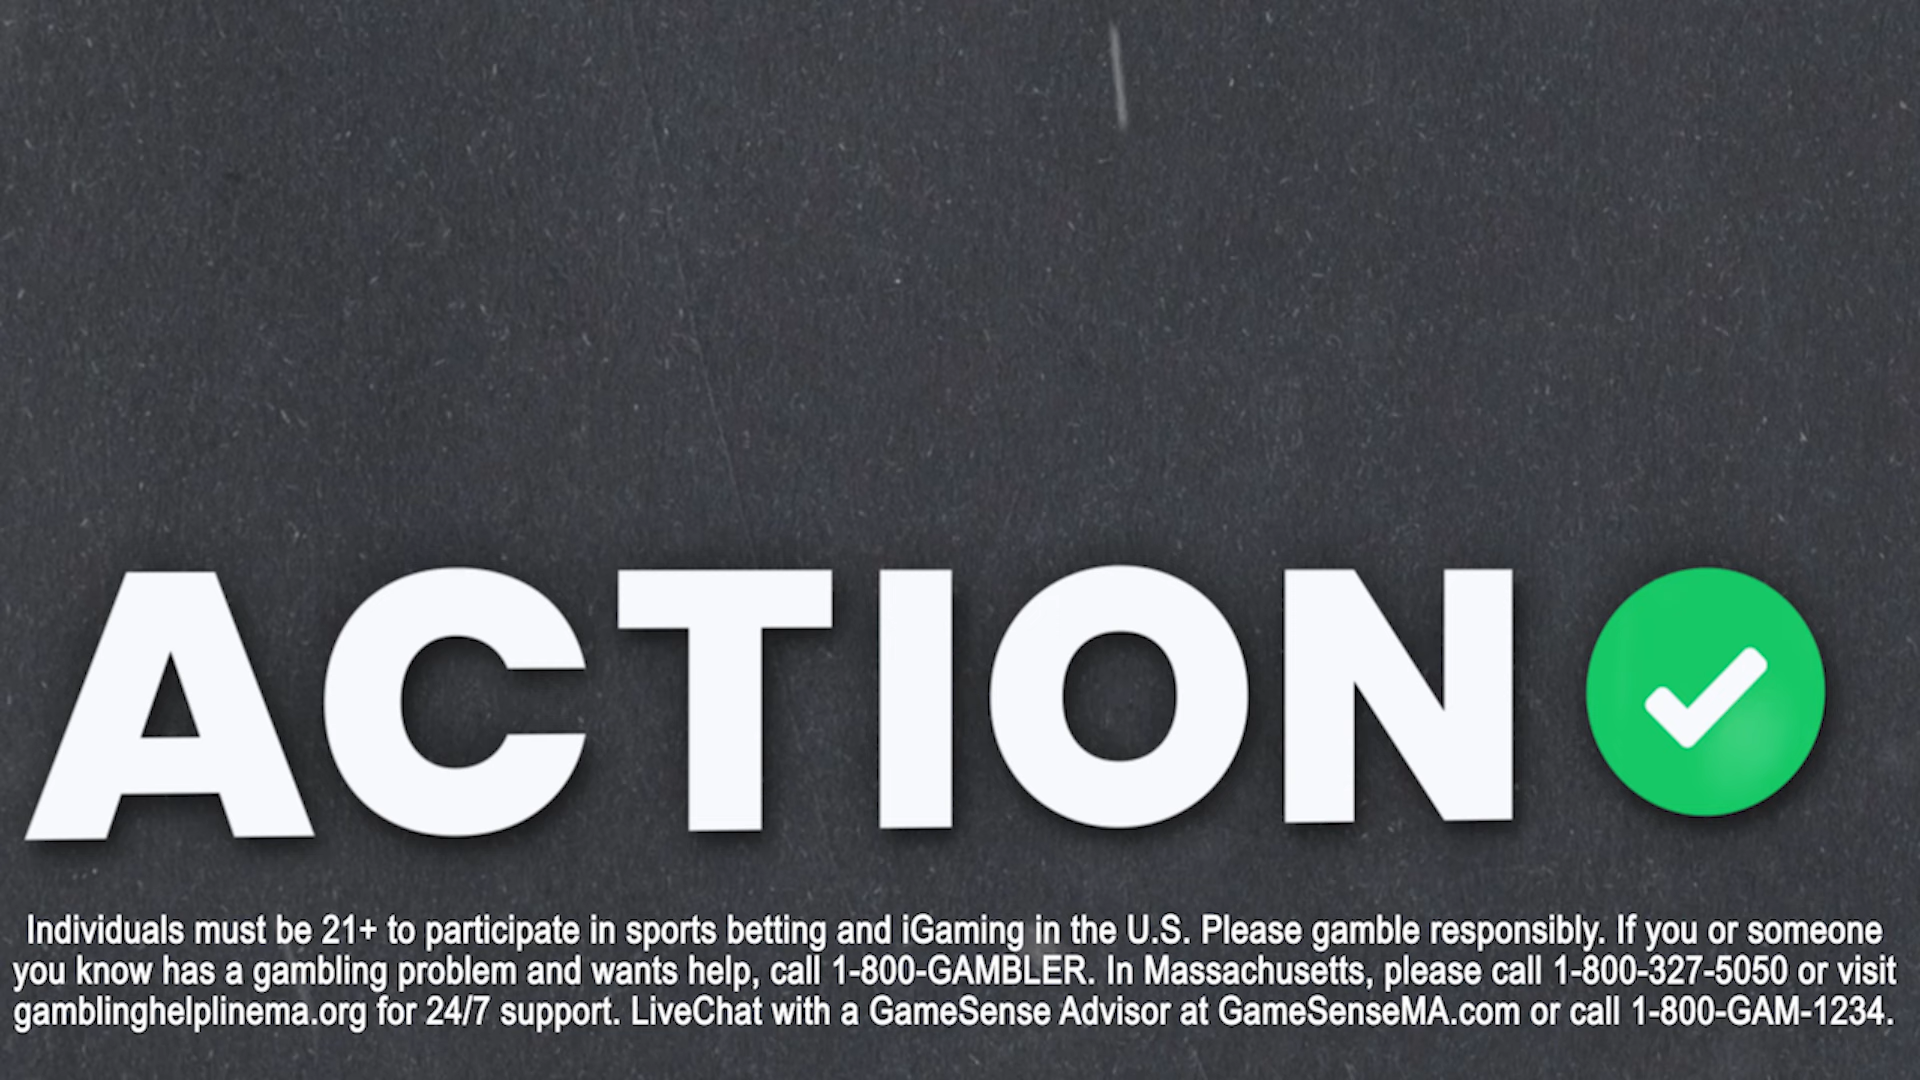 ACTION
Individuals must be 21+ to participate in sports betting and iGaming in the U.S. Please gamble responsibly. If you or someone
you know has a gambling problem and wants help, call 1-800-GAMBLER. In Massachusetts, please call 1-800-327-5050 or visit
gamblinghelplinema.org for 24/7 support. LiveChat with a GameSense Advisor at GameSenseMA.com or call 1-800-GAM-1234.